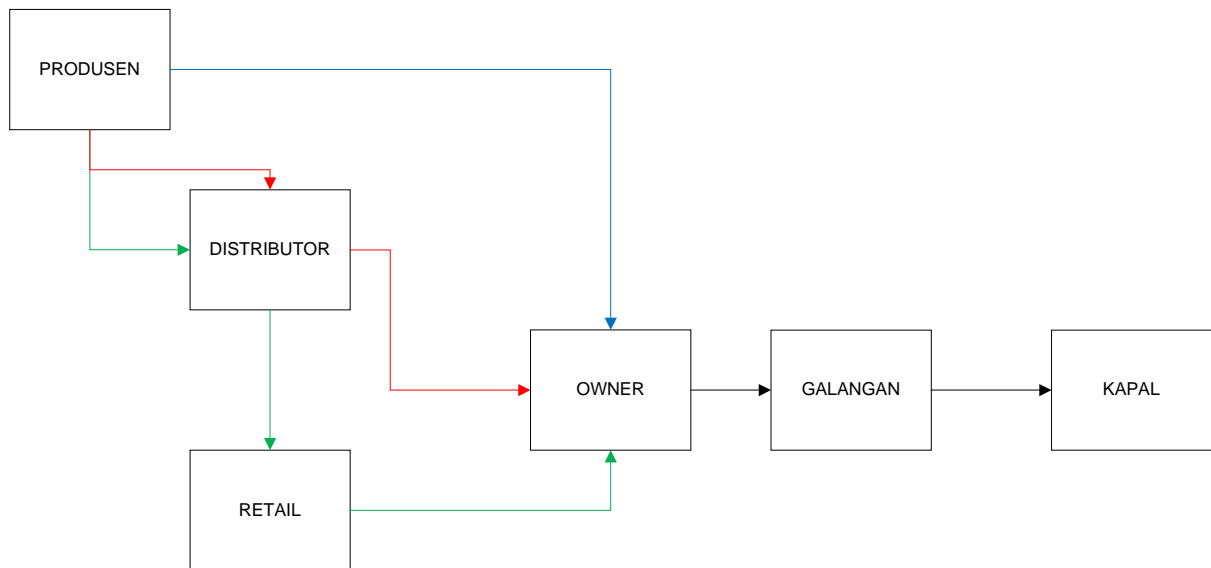 PRODUSEN
DISTRIBUTOR
OWNER
GALANGAN
KAPAL
RETAIL